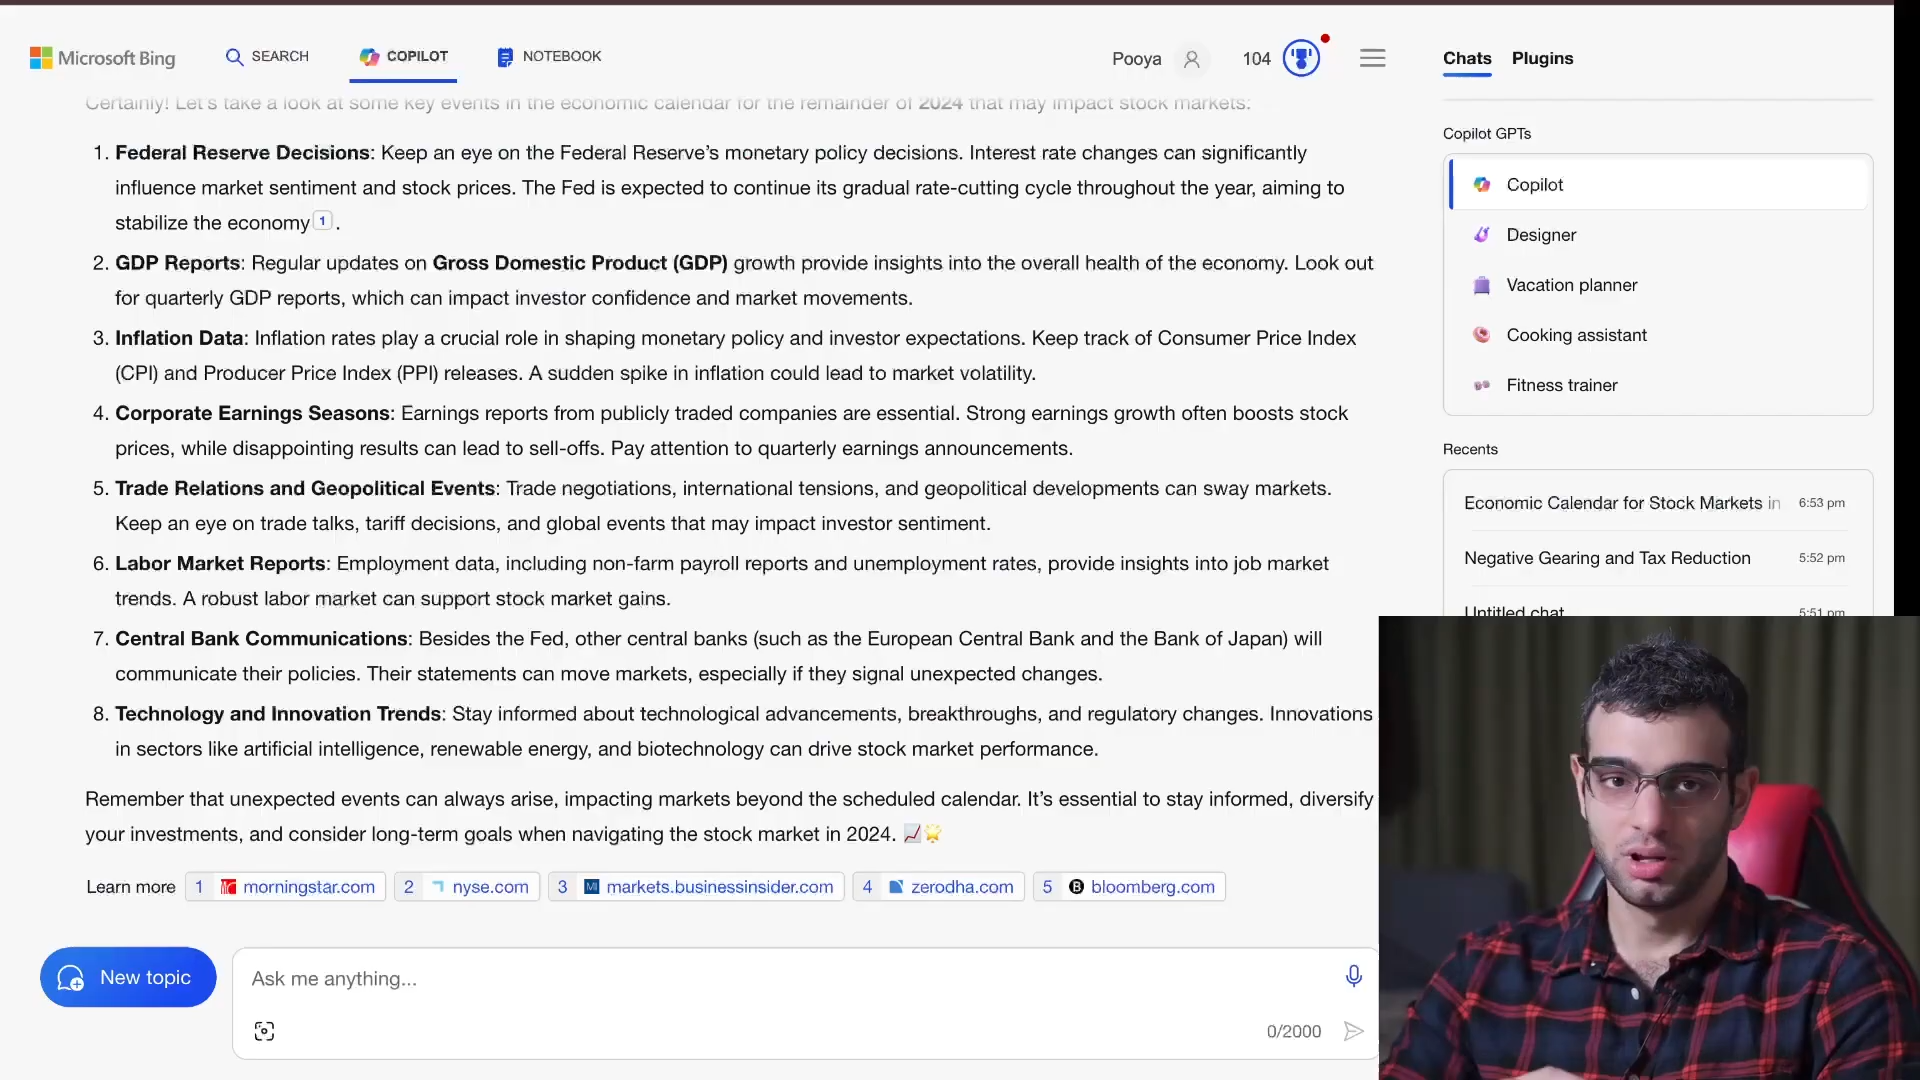 Microsoft Bing
SEARCH
COPILOT
NOTEBOOK
Pooya
104
Chats
Plugins
Certainly! Let's take a look at some key events in the economic calendar for the remainder of 2024 that may impact stock markets:
1. Federal Reserve Decisions: Keep an eye on the Federal Reserve’s monetary policy decisions. Interest rate changes can significantly
influence market sentiment and stock prices. The Fed is expected to continue its gradual rate-cutting cycle throughout the year, aiming to
stabilize the economy 1 .
2. GDP Reports: Regular updates on Gross Domestic Product (GDP) growth provide insights into the overall health of the economy. Look out
for quarterly GDP reports, which can impact investor confidence and market movements.
3. Inflation Data: Inflation rates play a crucial role in shaping monetary policy and investor expectations. Keep track of Consumer Price Index
(CPI) and Producer Price Index (PPI) releases. A sudden spike in inflation could lead to market volatility.
4. Corporate Earnings Seasons: Earnings reports from publicly traded companies are essential. Strong earnings growth often boosts stock
prices, while disappointing results can lead to sell-offs. Pay attention to quarterly earnings announcements.
5. Trade Relations and Geopolitical Events: Trade negotiations, international tensions, and geopolitical developments can sway markets.
Keep an eye on trade talks, tariff decisions, and global events that may impact investor sentiment.
6. Labor Market Reports: Employment data, including non-farm payroll reports and unemployment rates, provide insights into job market
trends. A robust labor market can support stock market gains.
7. Central Bank Communications: Besides the Fed, other central banks (such as the European Central Bank and the Bank of Japan) will
communicate their policies. Their statements can move markets, especially if they signal unexpected changes.
8. Technology and Innovation Trends: Stay informed about technological advancements, breakthroughs, and regulatory changes. Innovations
in sectors like artificial intelligence, renewable energy, and biotechnology can drive stock market performance.
Remember that unexpected events can always arise, impacting markets beyond the scheduled calendar. It’s essential to stay informed, diversify
your investments, and consider long-term goals when navigating the stock market in 2024. 📈🌟
Learn more 1 morningstar.com 2 nyse.com 3 markets.businessinsider.com 4 zerodha.com 5 bloomberg.com
New topic
Ask me anything...
0/2000
Copilot GPTs
Copilot
Designer
Vacation planner
Cooking assistant
Fitness trainer
Recents
Economic Calendar for Stock Markets in 6:53 pm
Negative Gearing and Tax Reduction 5:52 pm
Untitled chat 5:51 pm